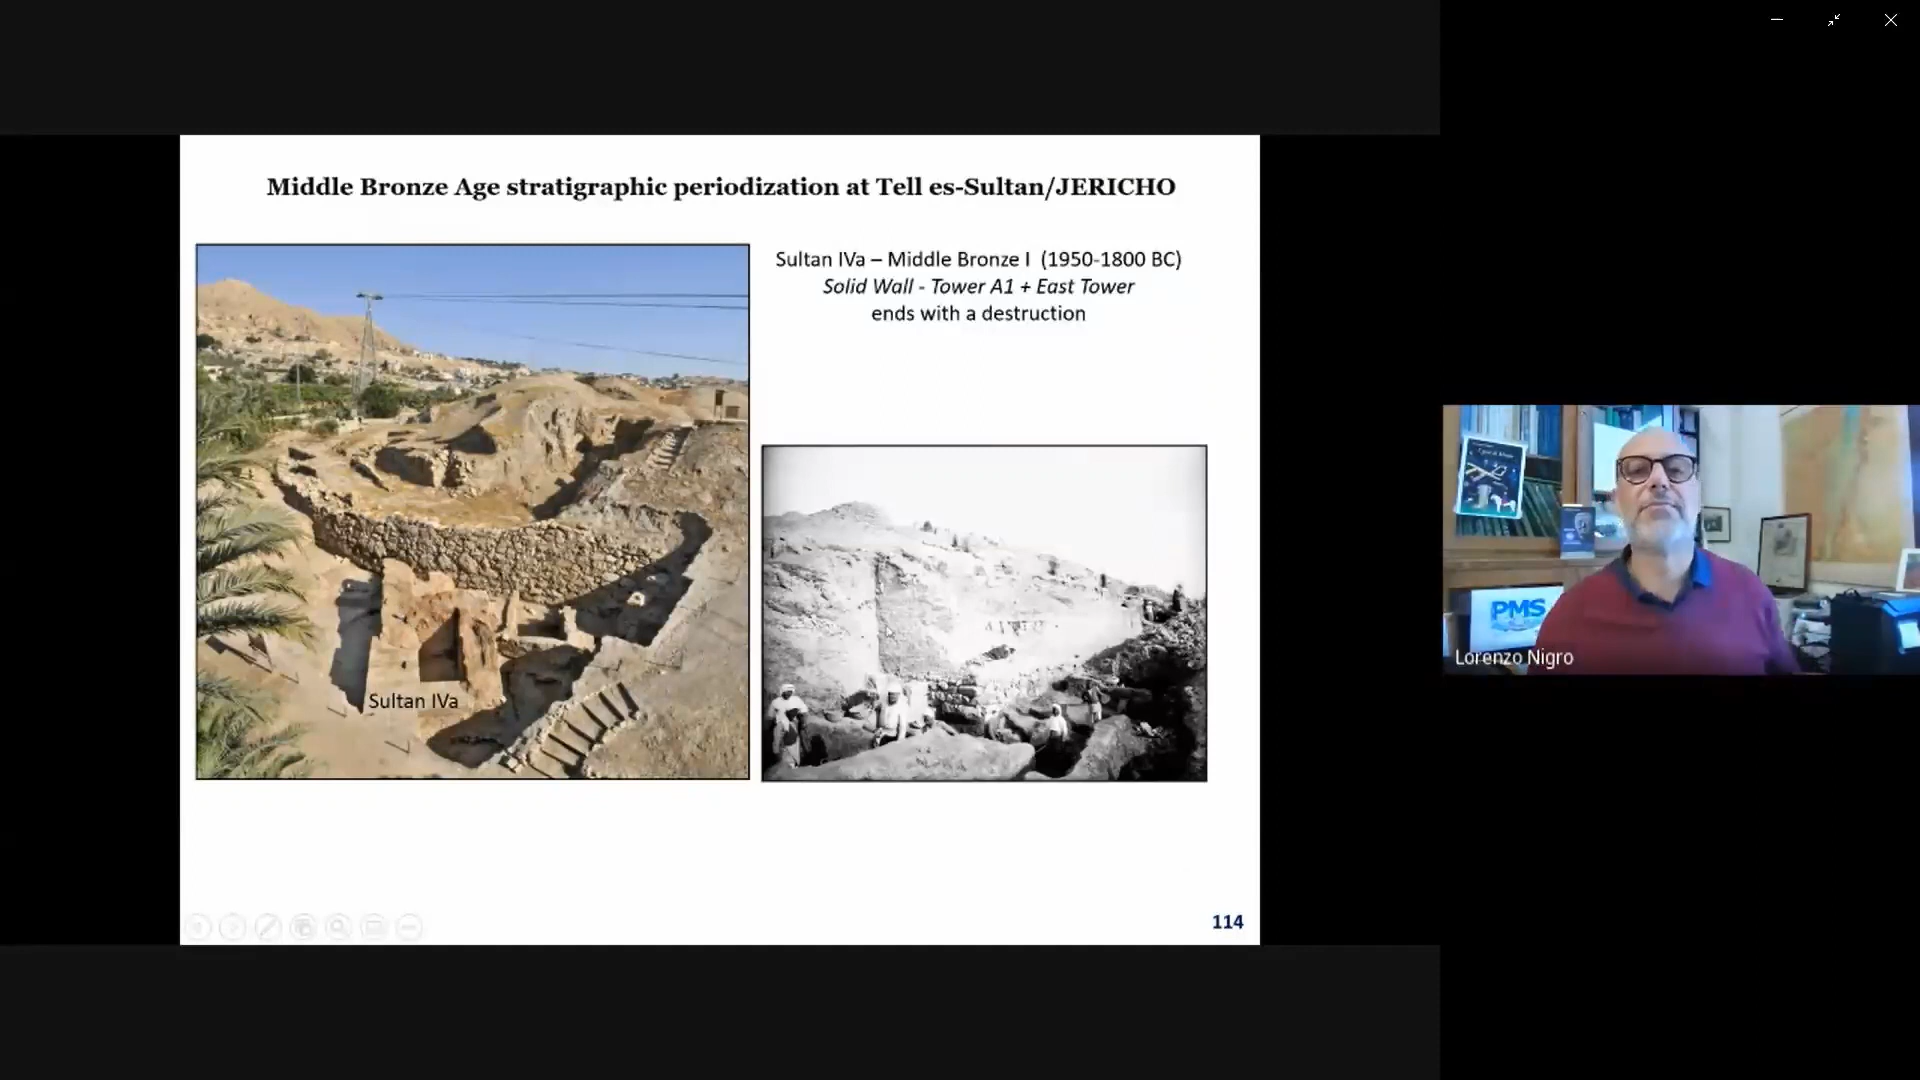 Middle Bronze Age stratigraphic periodization at Tell es-Sultan/JERICHO
Sultan IVa – Middle Bronze I (1950-1800 BC)
Solid Wall - Tower A1 + East Tower
ends with a destruction
Sultan IVa
114
PMS
Lorenzo Nigro